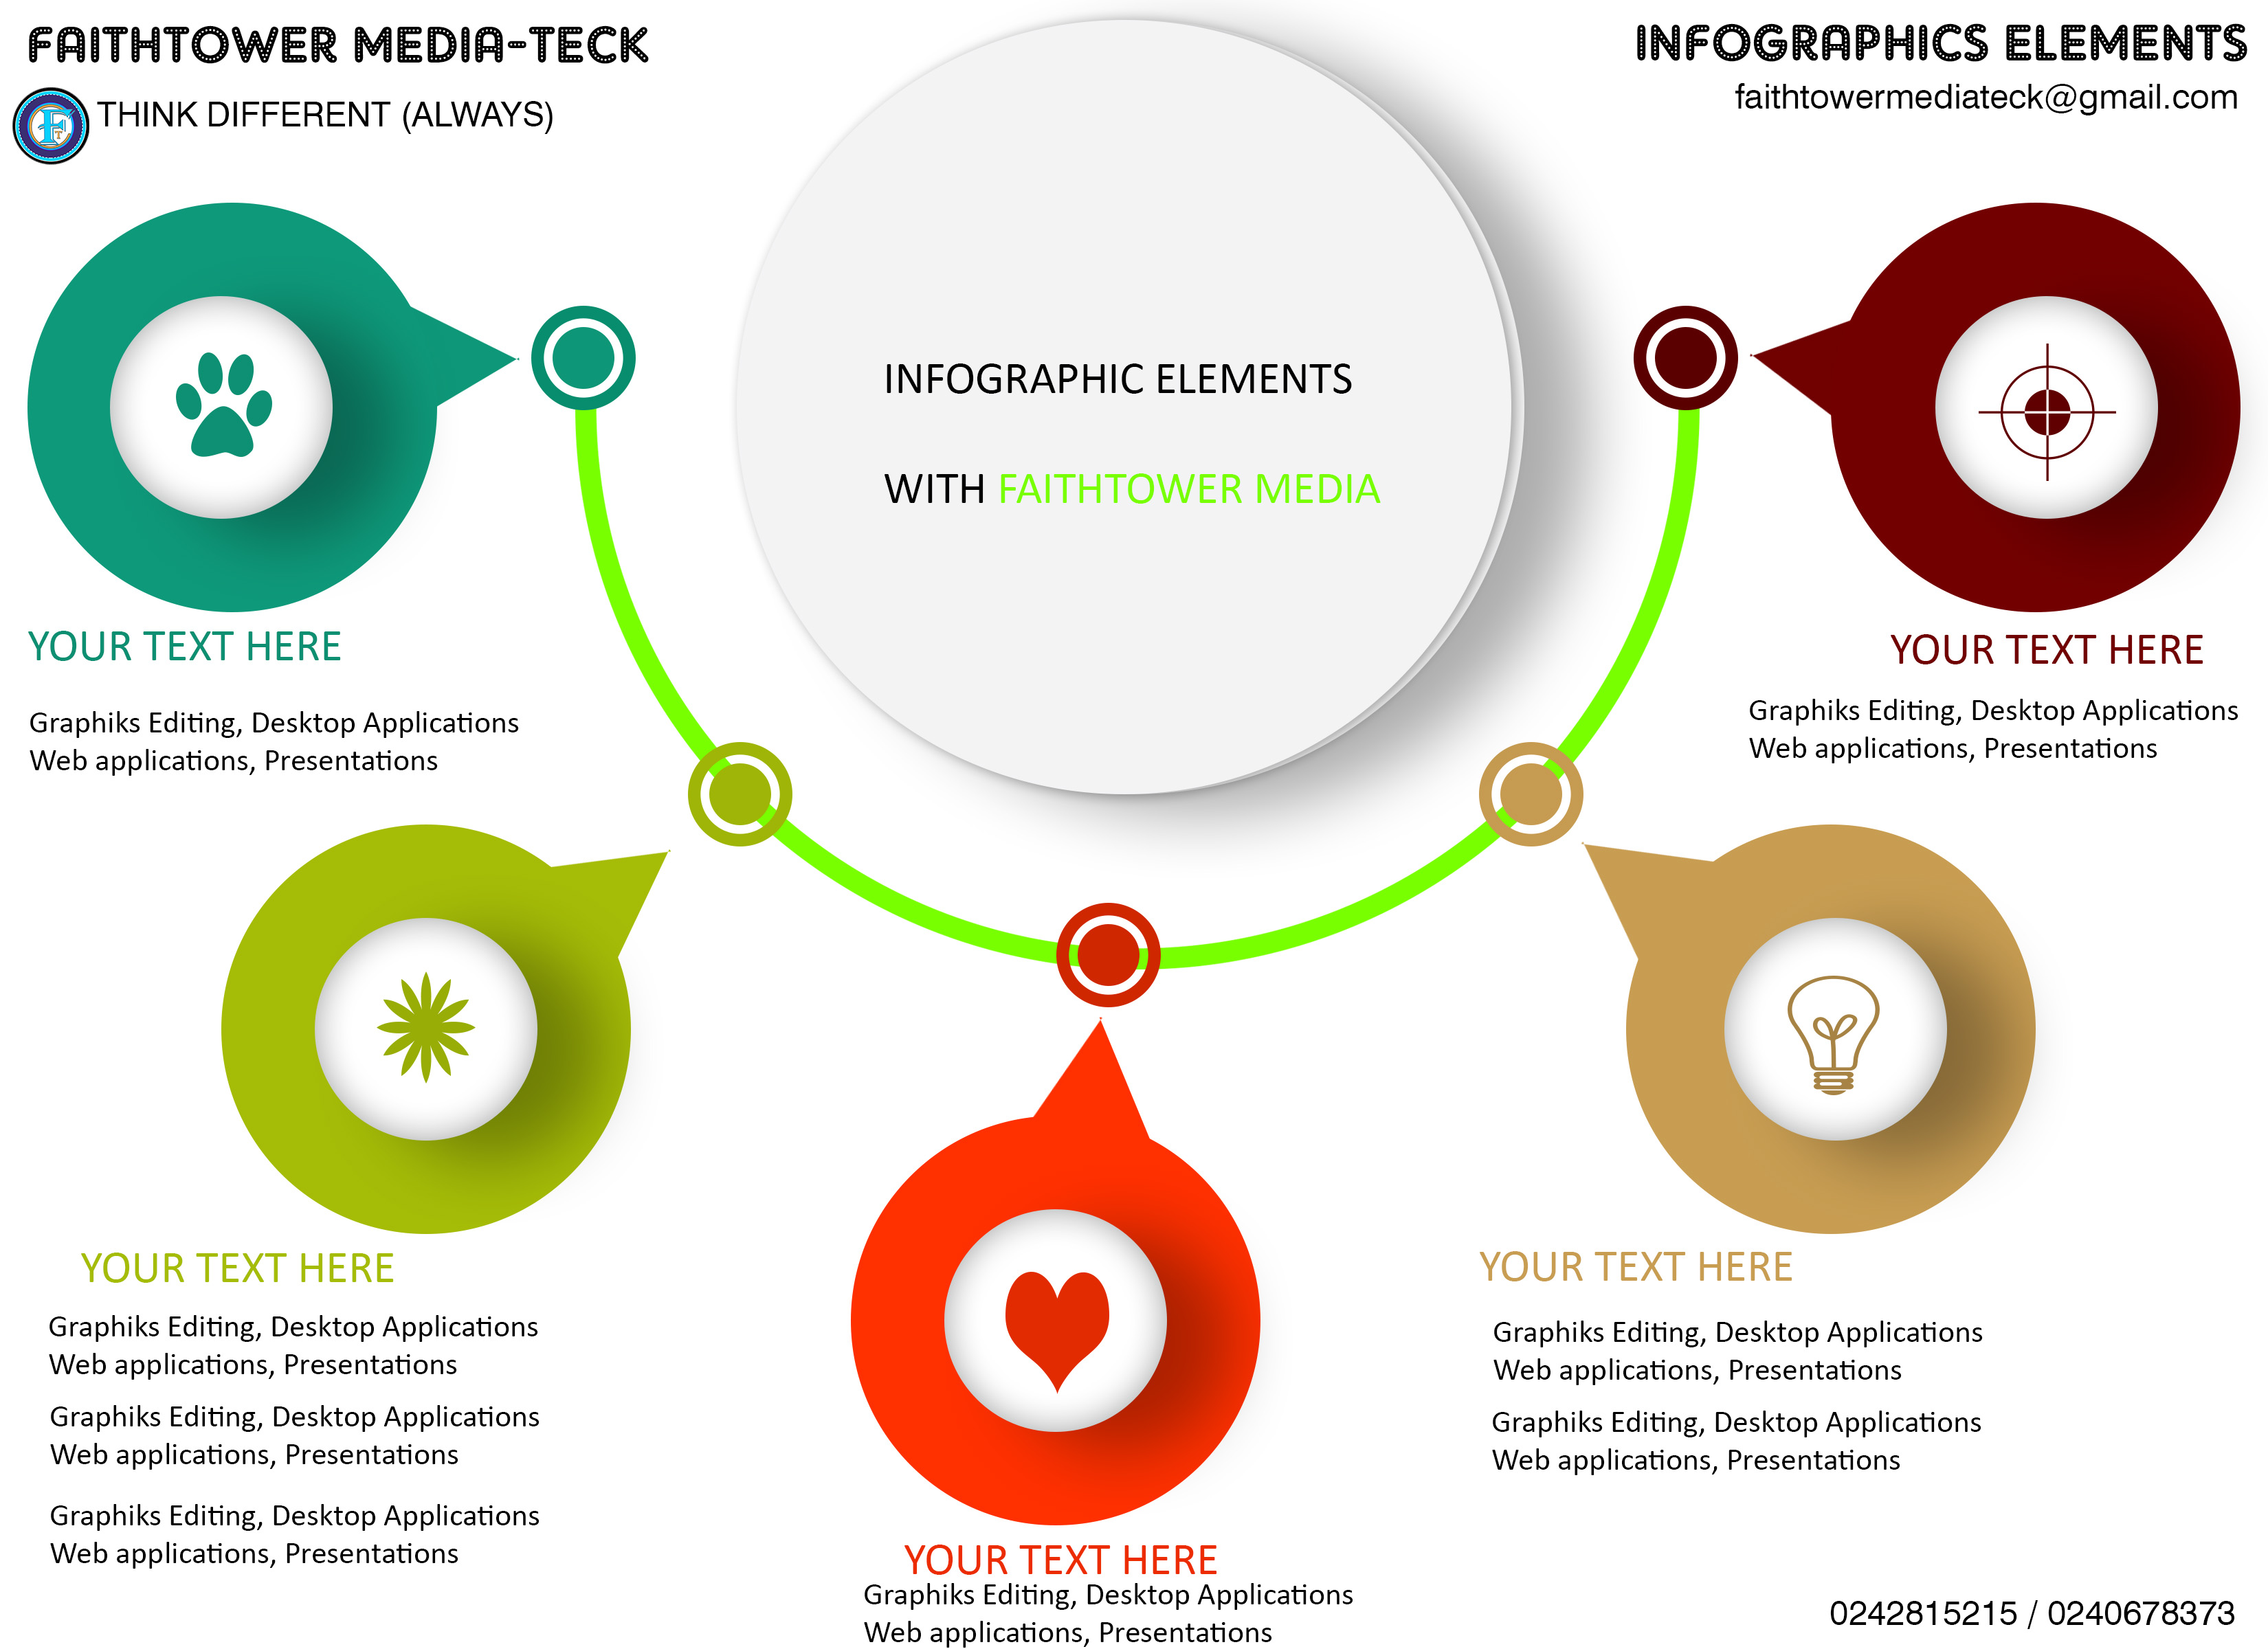 FAITHTOWER MEDIA-TECK
THINK DIFFERENT (ALWAYS)
F
T
INFOGRAPHICS ELEMENTS
faithtowermediateck@gmail.com
INFOGRAPHIC ELEMENTS
WITH FAITHTOWER MEDIA
YOUR TEXT HERE
Graphiks Editing, Desktop Applications
Web applications, Presentations
YOUR TEXT HERE
Graphiks Editing, Desktop Applications
Web applications, Presentations
YOUR TEXT HERE
Graphiks Editing, Desktop Applications
Web applications, Presentations
Graphiks Editing, Desktop Applications
Web applications, Presentations
Graphiks Editing, Desktop Applications
Web applications, Presentations
YOUR TEXT HERE
Graphiks Editing, Desktop Applications
Web applications, Presentations
YOUR TEXT HERE
Graphiks Editing, Desktop Applications
Web applications, Presentations
Graphiks Editing, Desktop Applications
Web applications, Presentations
0242815215 / 0240678373